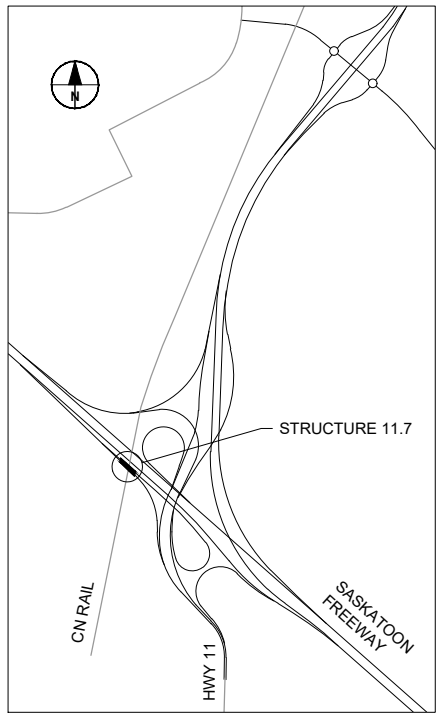 N
STRUCTURE 11.7
CN RAIL
HWY 11
SASKATOON
FREEWAY